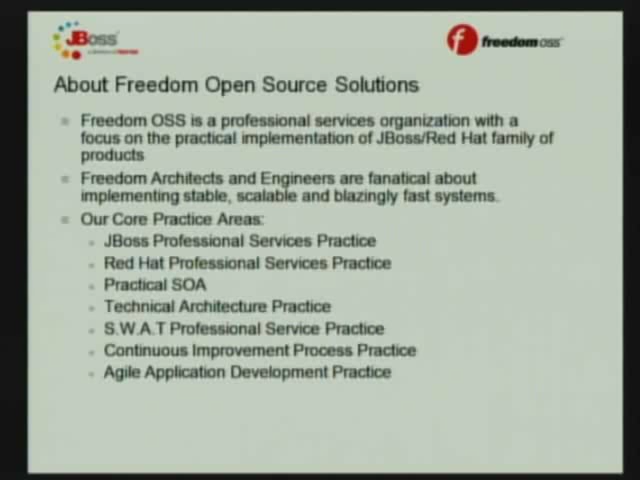 JBoss
freedom oss
About Freedom Open Source Solutions
Freedom OSS is a professional services organization with a
focus on the practical implementation of JBoss/Red Hat family of
products
Freedom Architects and Engineers are fanatical about
implementing stable, scalable and blazingly fast systems.
Our Core Practice Areas:
JBoss Professional Services Practice
Red Hat Professional Services Practice
Practical SOA
Technical Architecture Practice
S.W.A.T Professional Service Practice
Continuous Improvement Process Practice
Agile Application Development Practice